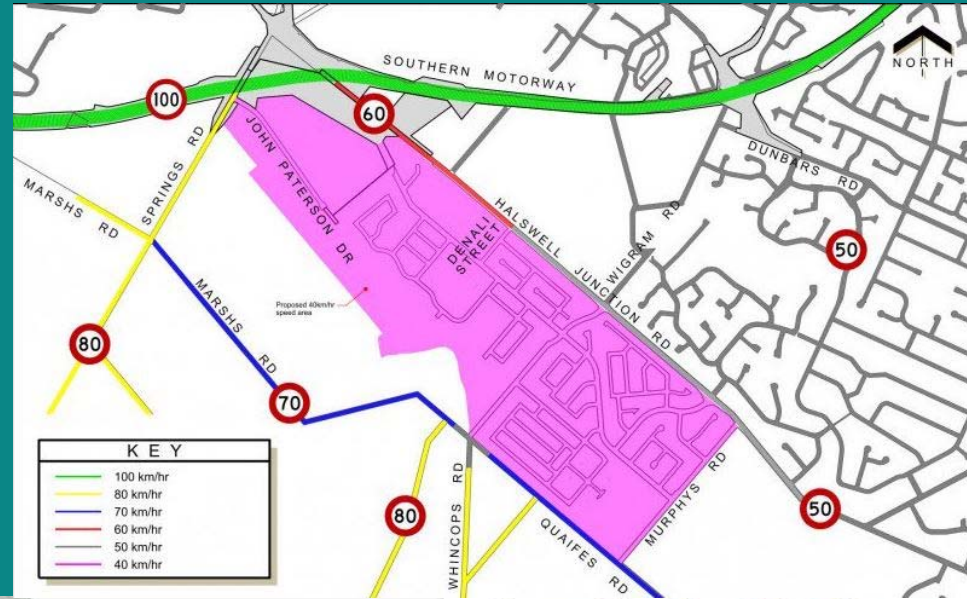 NORTH
SOUTHERN MOTORWAY
100
60
DUNBARS RD
SPRINGS RD
JOHN PATERSON DR
MARSHS RD
HALSWELL JUNCTION RD
WIGRAM RD
DENALI
STREET
50
Proposed 40km/hr
speed area
MARSHS RD
80
70
KEY
100 km/hr
80 km/hr
70 km/hr
60 km/hr
50 km/hr
40 km/hr
80
WHINCOPS RD
QUAIFES RD
MURPHYS RD
50